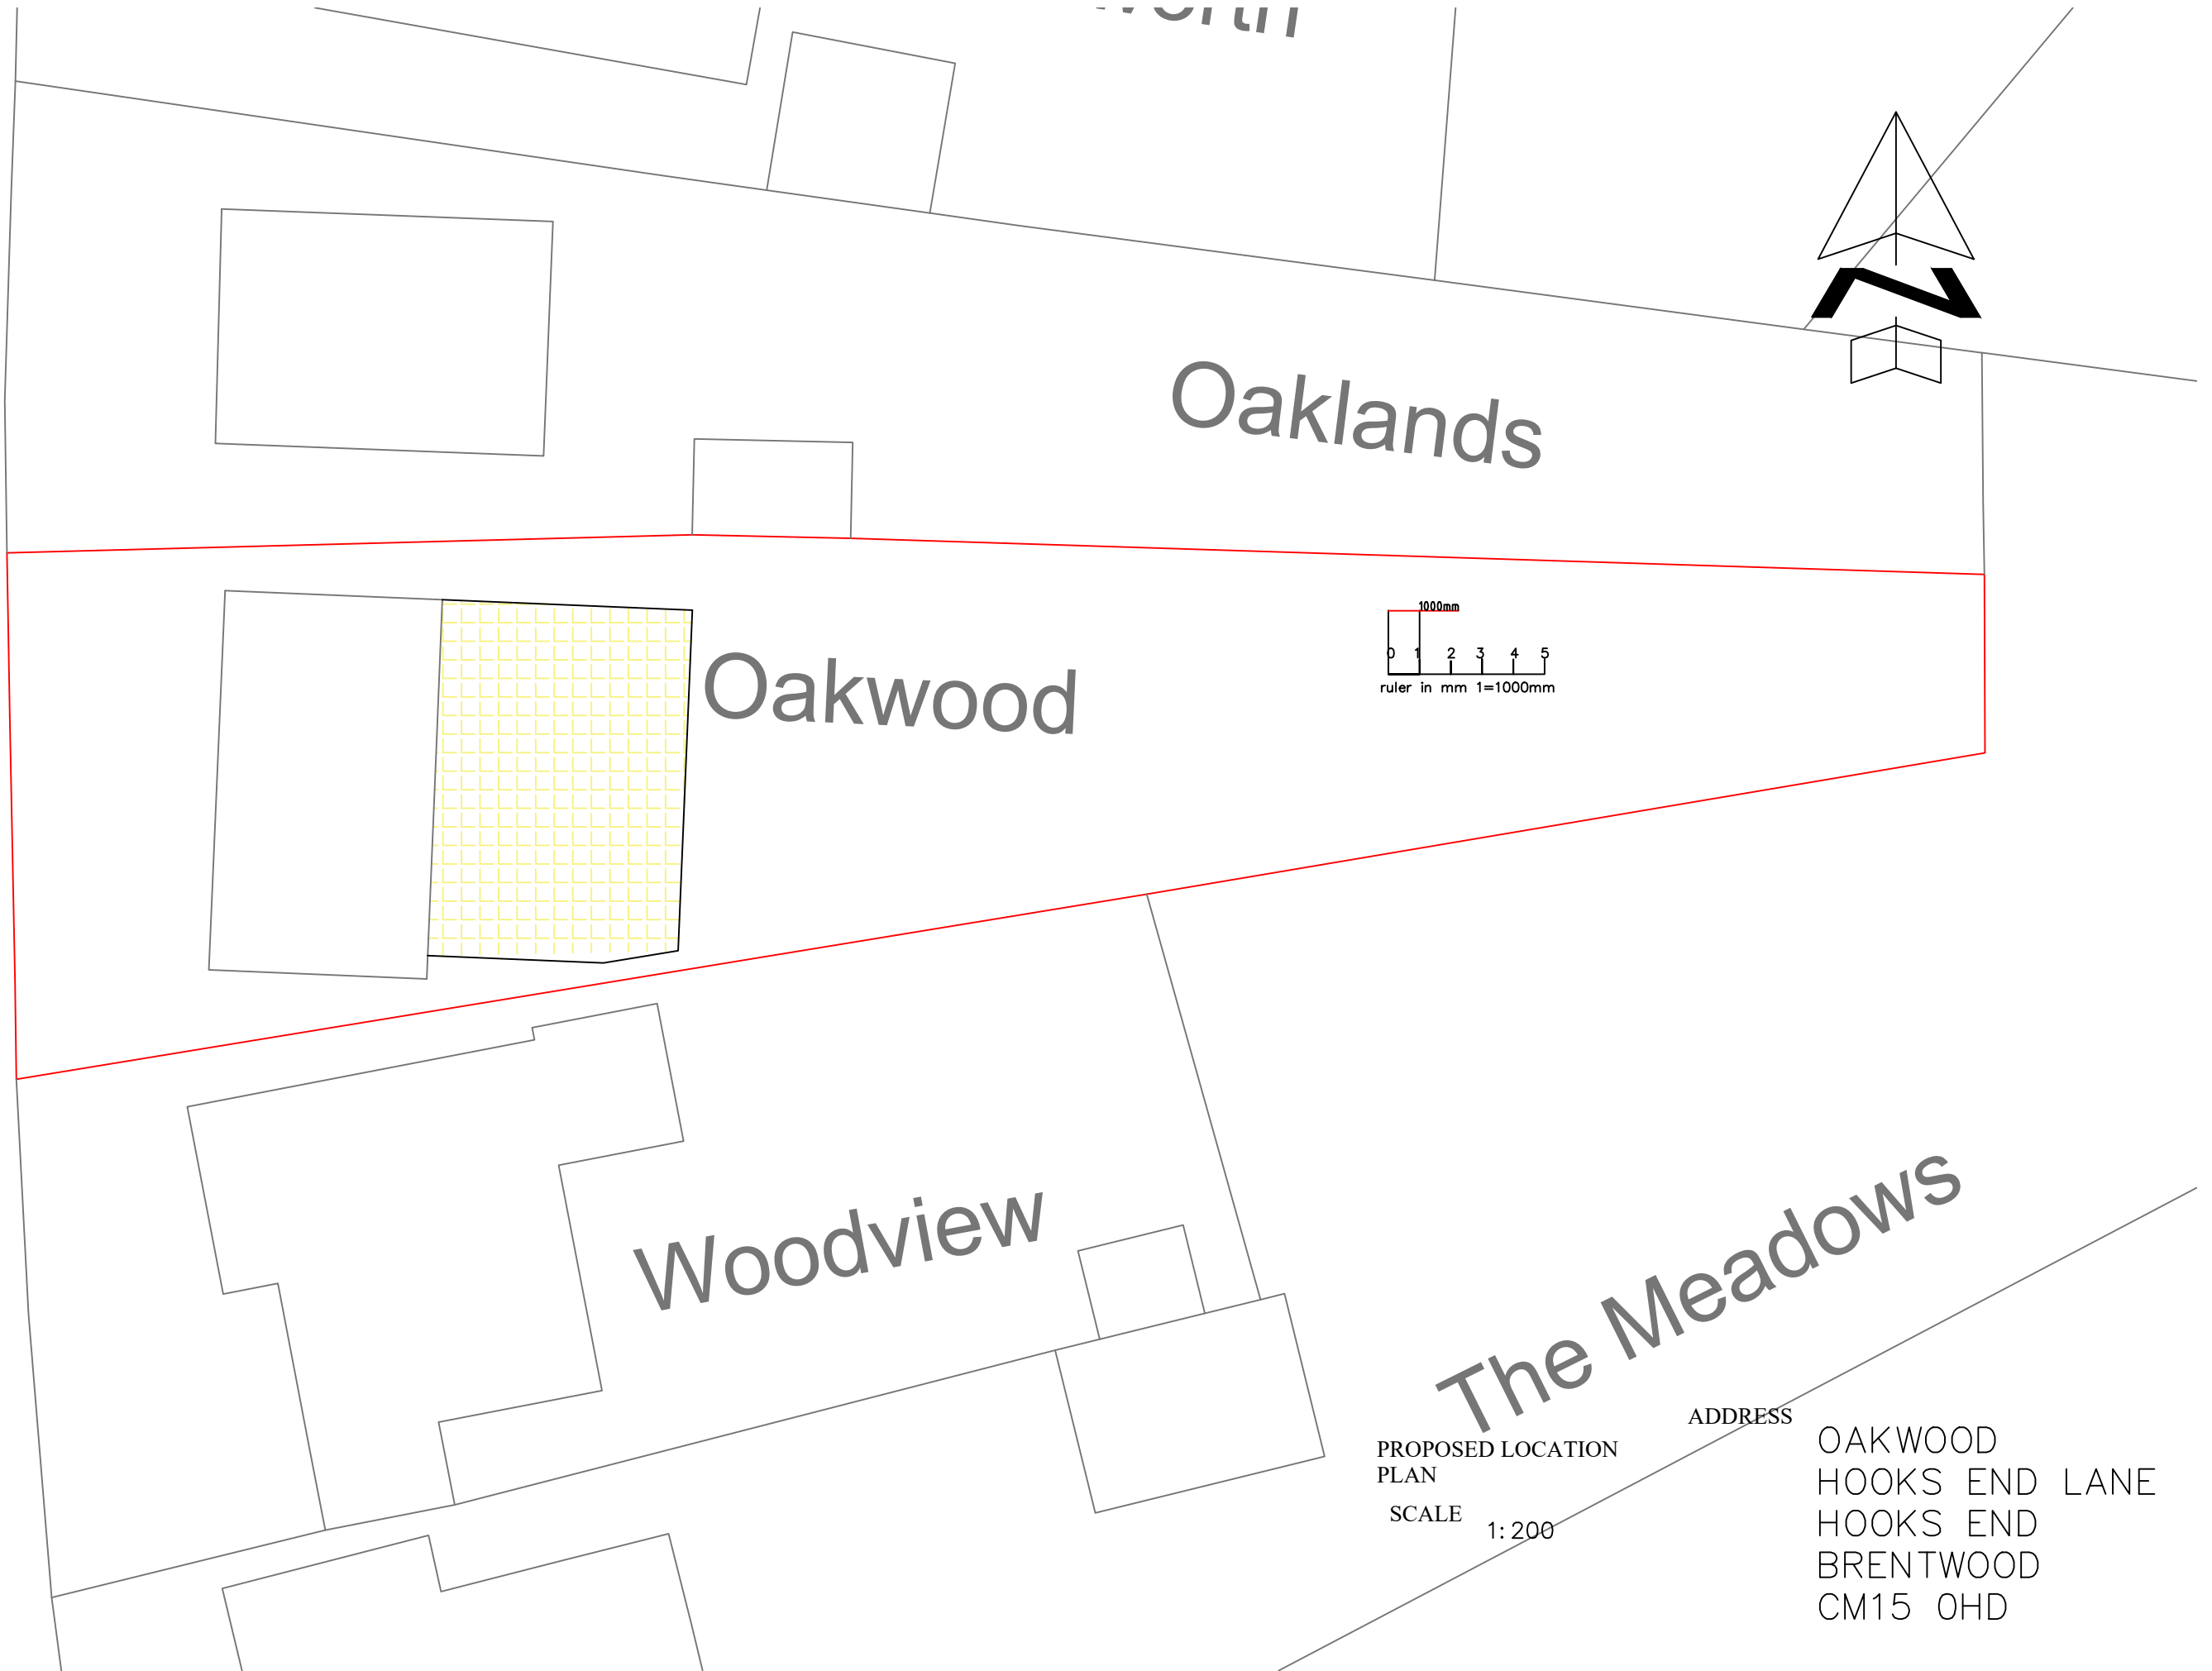 Oaklands
N
1000mm
0 1 2 3 4 5
ruler in mm 1=1000mm
Oakwood
Woodview
The Meadows
ADDRESS
PROPOSED LOCATION
PLAN
SCALE
1:200
OAKWOOD
HOOKS END LANE
HOOKS END
BRENTWOOD
CM15 0HD